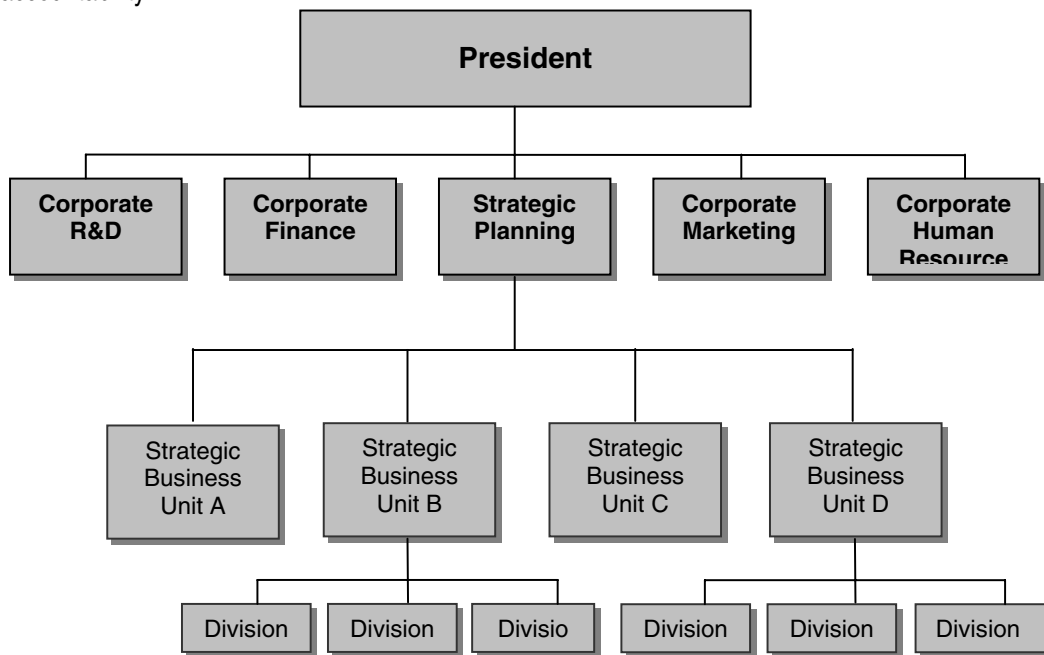 President
Corporate
R&D
Corporate
Finance
Strategic
Planning
Corporate
Marketing
Corporate
Human
Resource
Strategic
Business
Unit A
Strategic
Business
Unit B
Strategic
Business
Unit C
Strategic
Business
Unit D
Division
Division
Divisio
Division
Division
Division